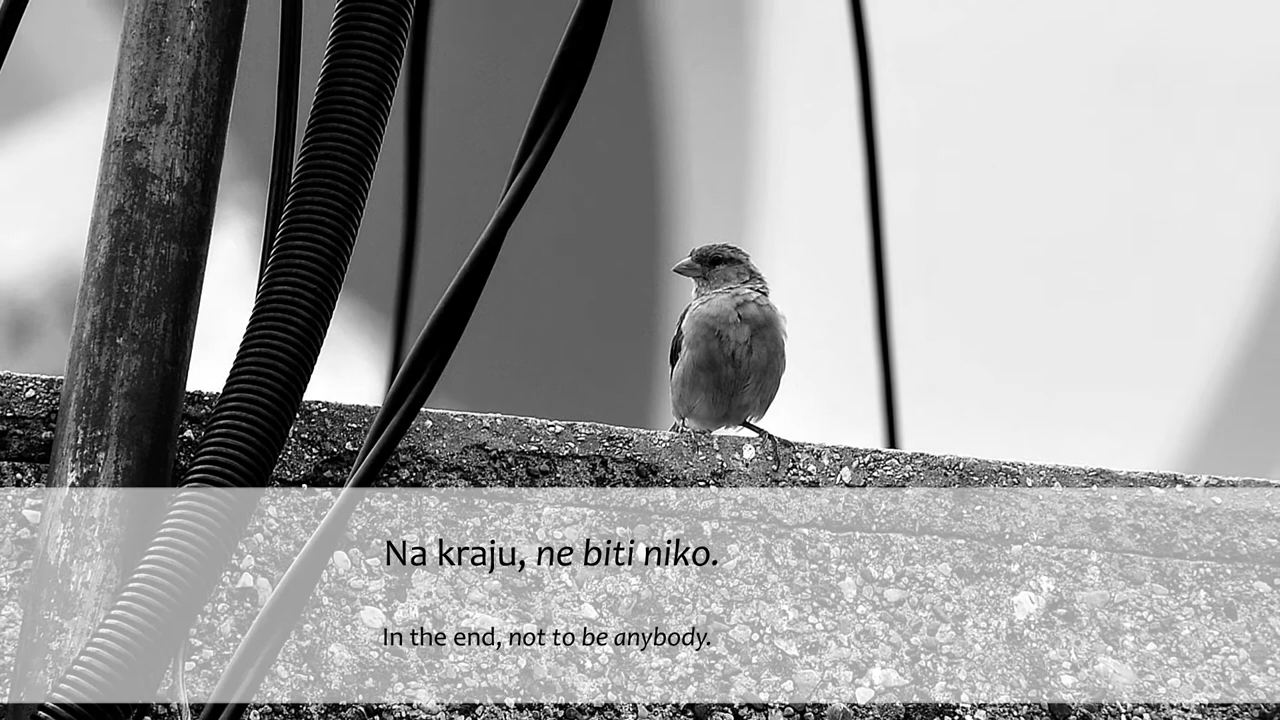 Na kraju, ne biti niko.
In the end, not to be anybody.